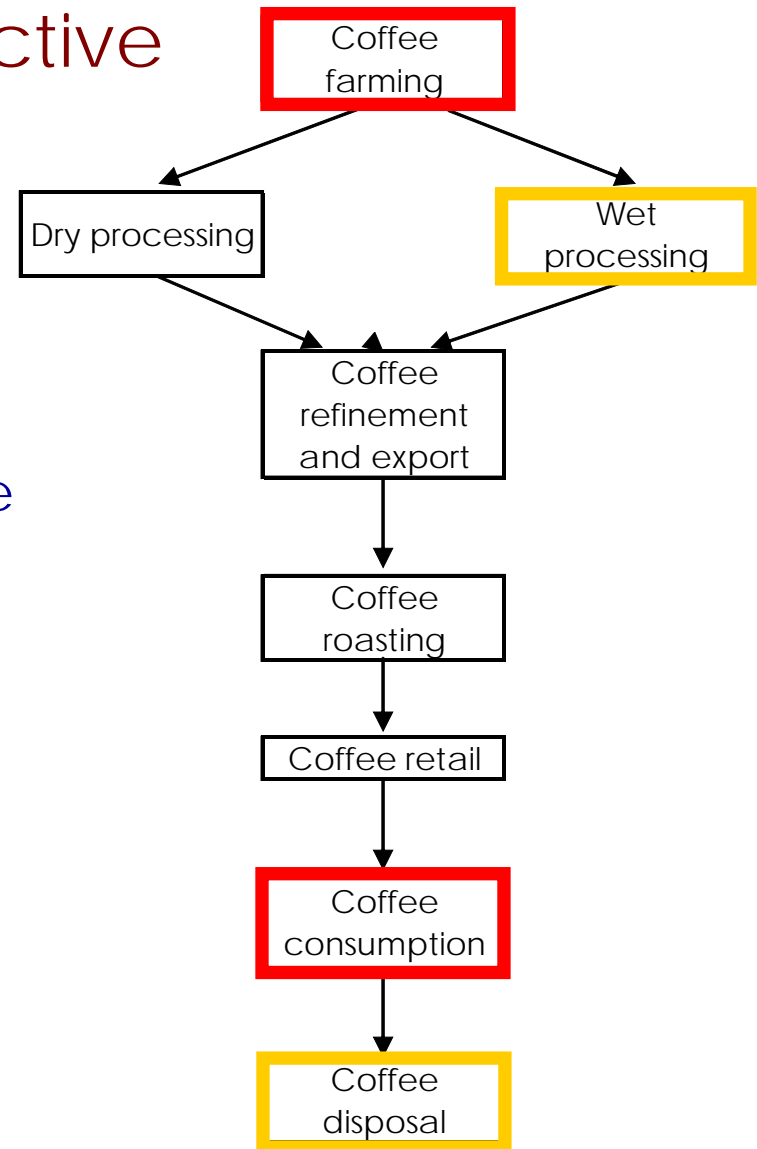 ctive
Coffee
farming
Dry processing
Wet
processing
Coffee
refinement
and export
e
Coffee
roasting
Coffee retail
Coffee
consumption
Coffee
disposal